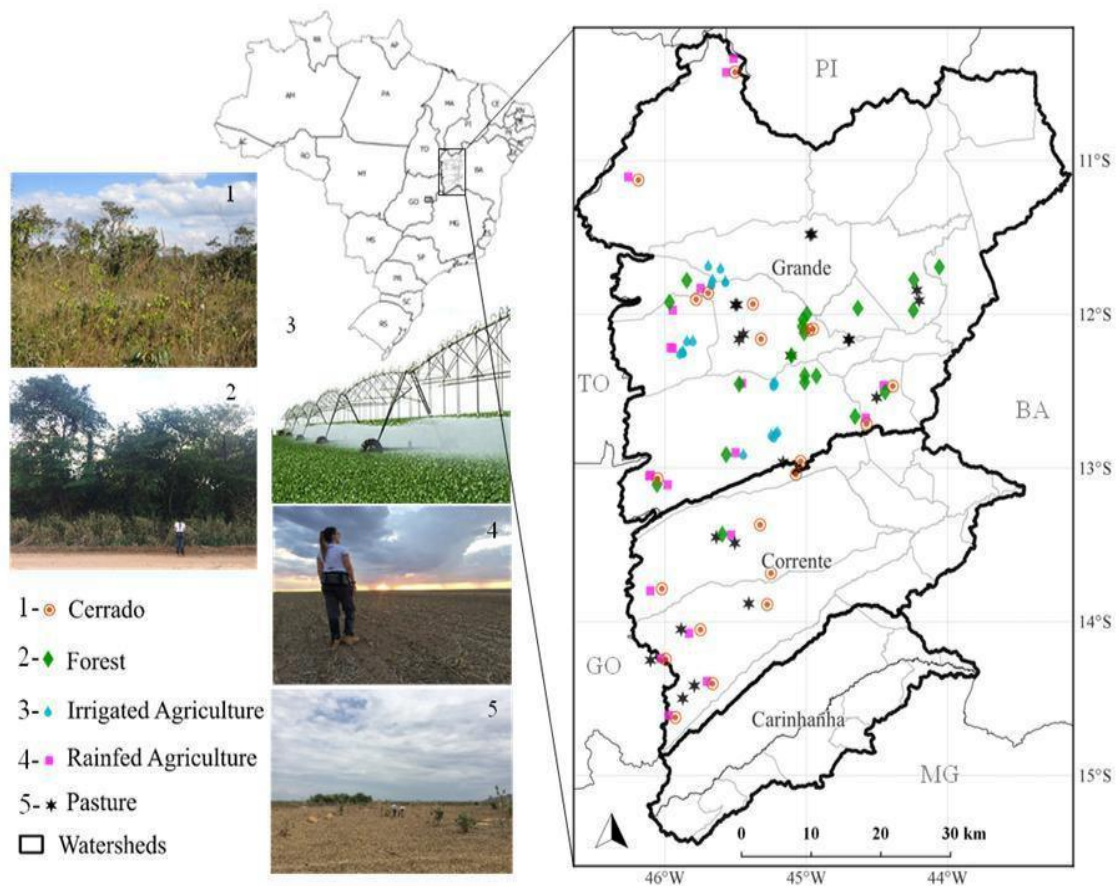 RR
AP
AM
PA
MA
CE
RN
PI
AC
RO
TO
MT
BA
GO
MG
MS
SP
PR
SC
RS
1
2
3
4
5
1- Cerrado
2- Forest
3- Irrigated Agriculture
4- Rainfed Agriculture
5- Pasture
Watersheds
PI
Grande
TO
BA
Corrente
GO
Carinhanha
MG
11°S
12°S
13°S
14°S
15°S
0 10 20 30 km
46°W 45°W 44°W